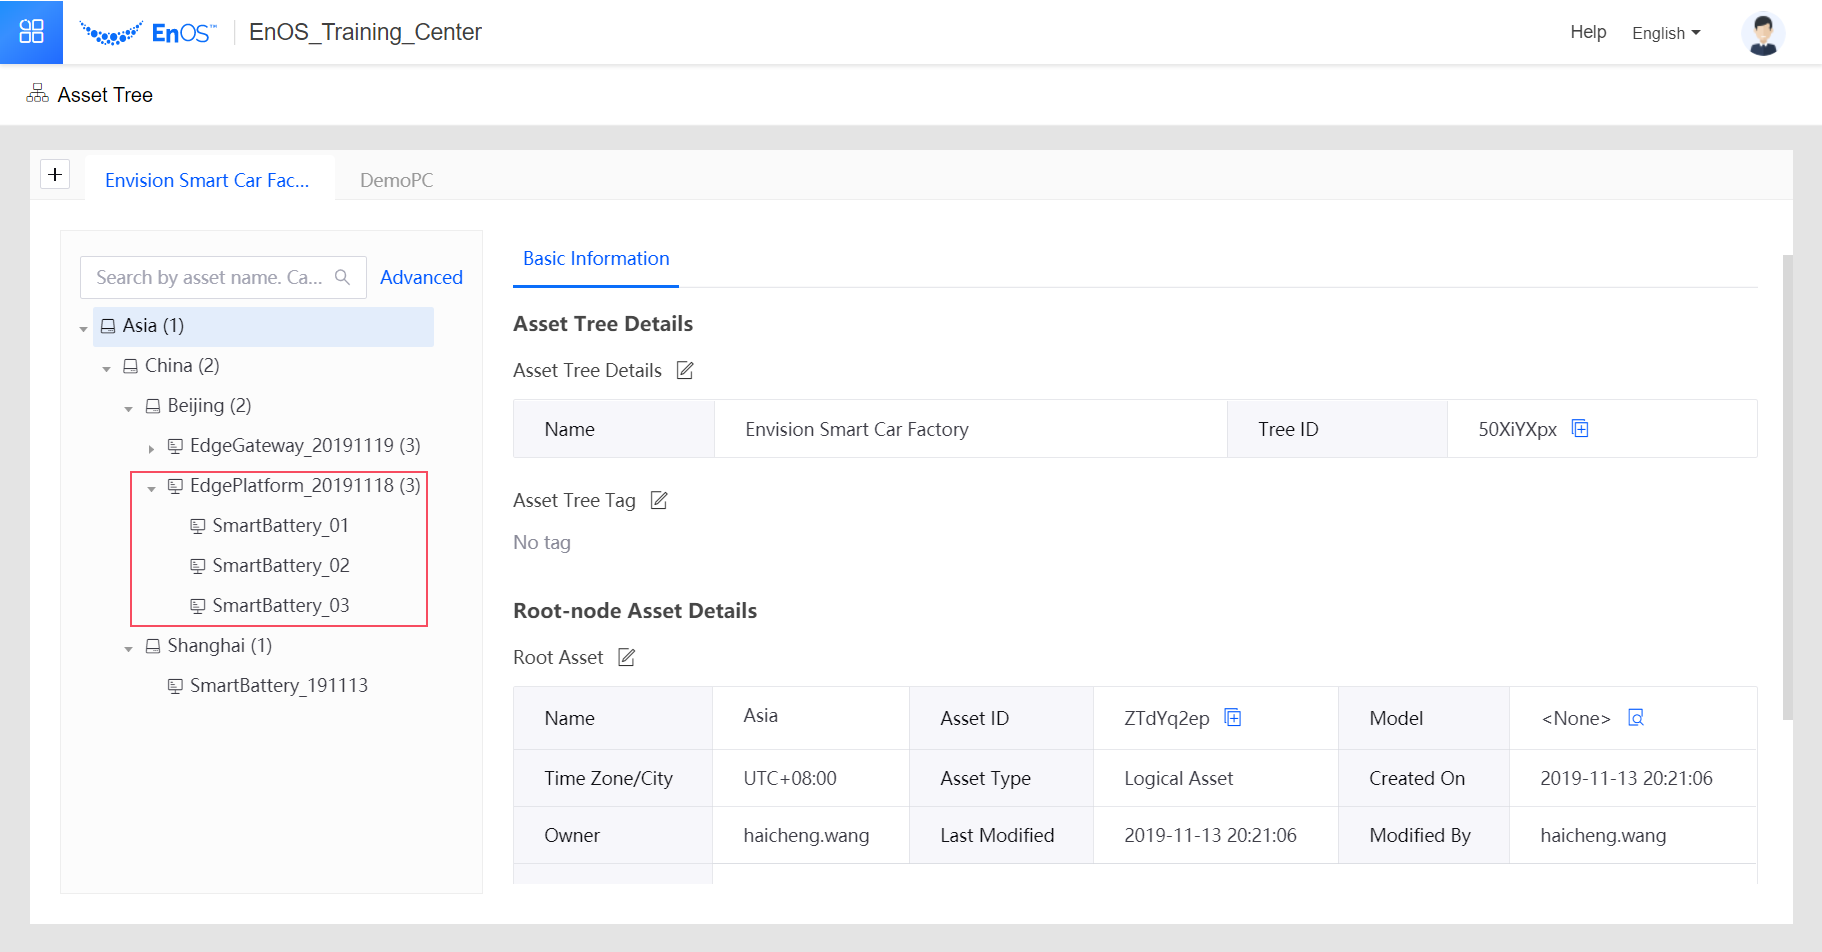 EnOS™ EnOS_Training_Center Help English
Asset Tree
+ Envision Smart Car Fac... DemoPC
Search by asset name. Ca... Advanced
Asia (1)
China (2)
Beijing (2)
EdgeGateway_20191119 (3)
EdgePlatform_20191118 (3)
SmartBattery_01
SmartBattery_02
SmartBattery_03
Shanghai (1)
SmartBattery_191113
Basic Information
Asset Tree Details
Asset Tree Details
Name Envision Smart Car Factory Tree ID 50XiYXpx
Asset Tree Tag
No tag
Root-node Asset Details
Root Asset
Name Asia Asset ID ZTdYq2ep Model <None>
Time Zone/City UTC+08:00 Asset Type Logical Asset Created On 2019-11-13 20:21:06
Owner haicheng.wang Last Modified 2019-11-13 20:21:06 Modified By haicheng.wang